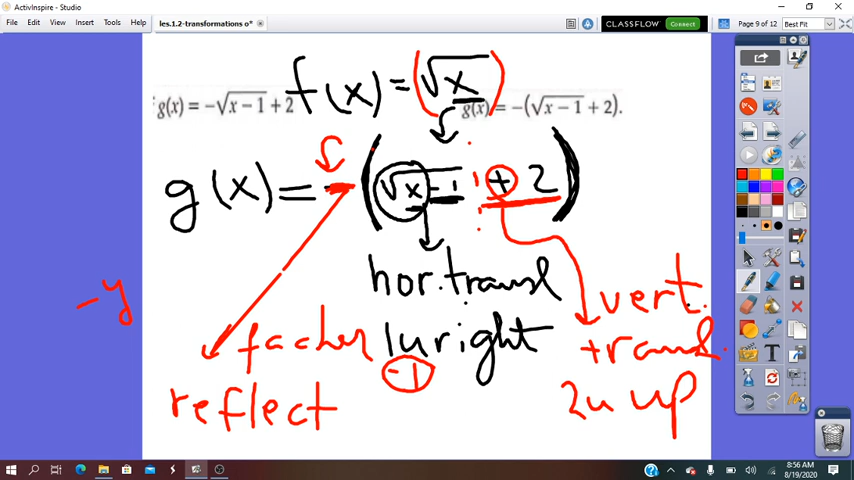 ActivInspire - Studio
File Edit View Insert Tools Help
les.1.2-transformations o*
CLASSFLOW Connect
Page 9 of 12
Best Fit
f(x) = (√x)
g(x) = -√x-1 + 2
g(x) = -(√x-1 + 2).
g(x) = -(√x-1 + 2)
hor. transl
1u right
-y
vert.
transl.
2u up
reflect
-1
8:56 AM
8/19/2020